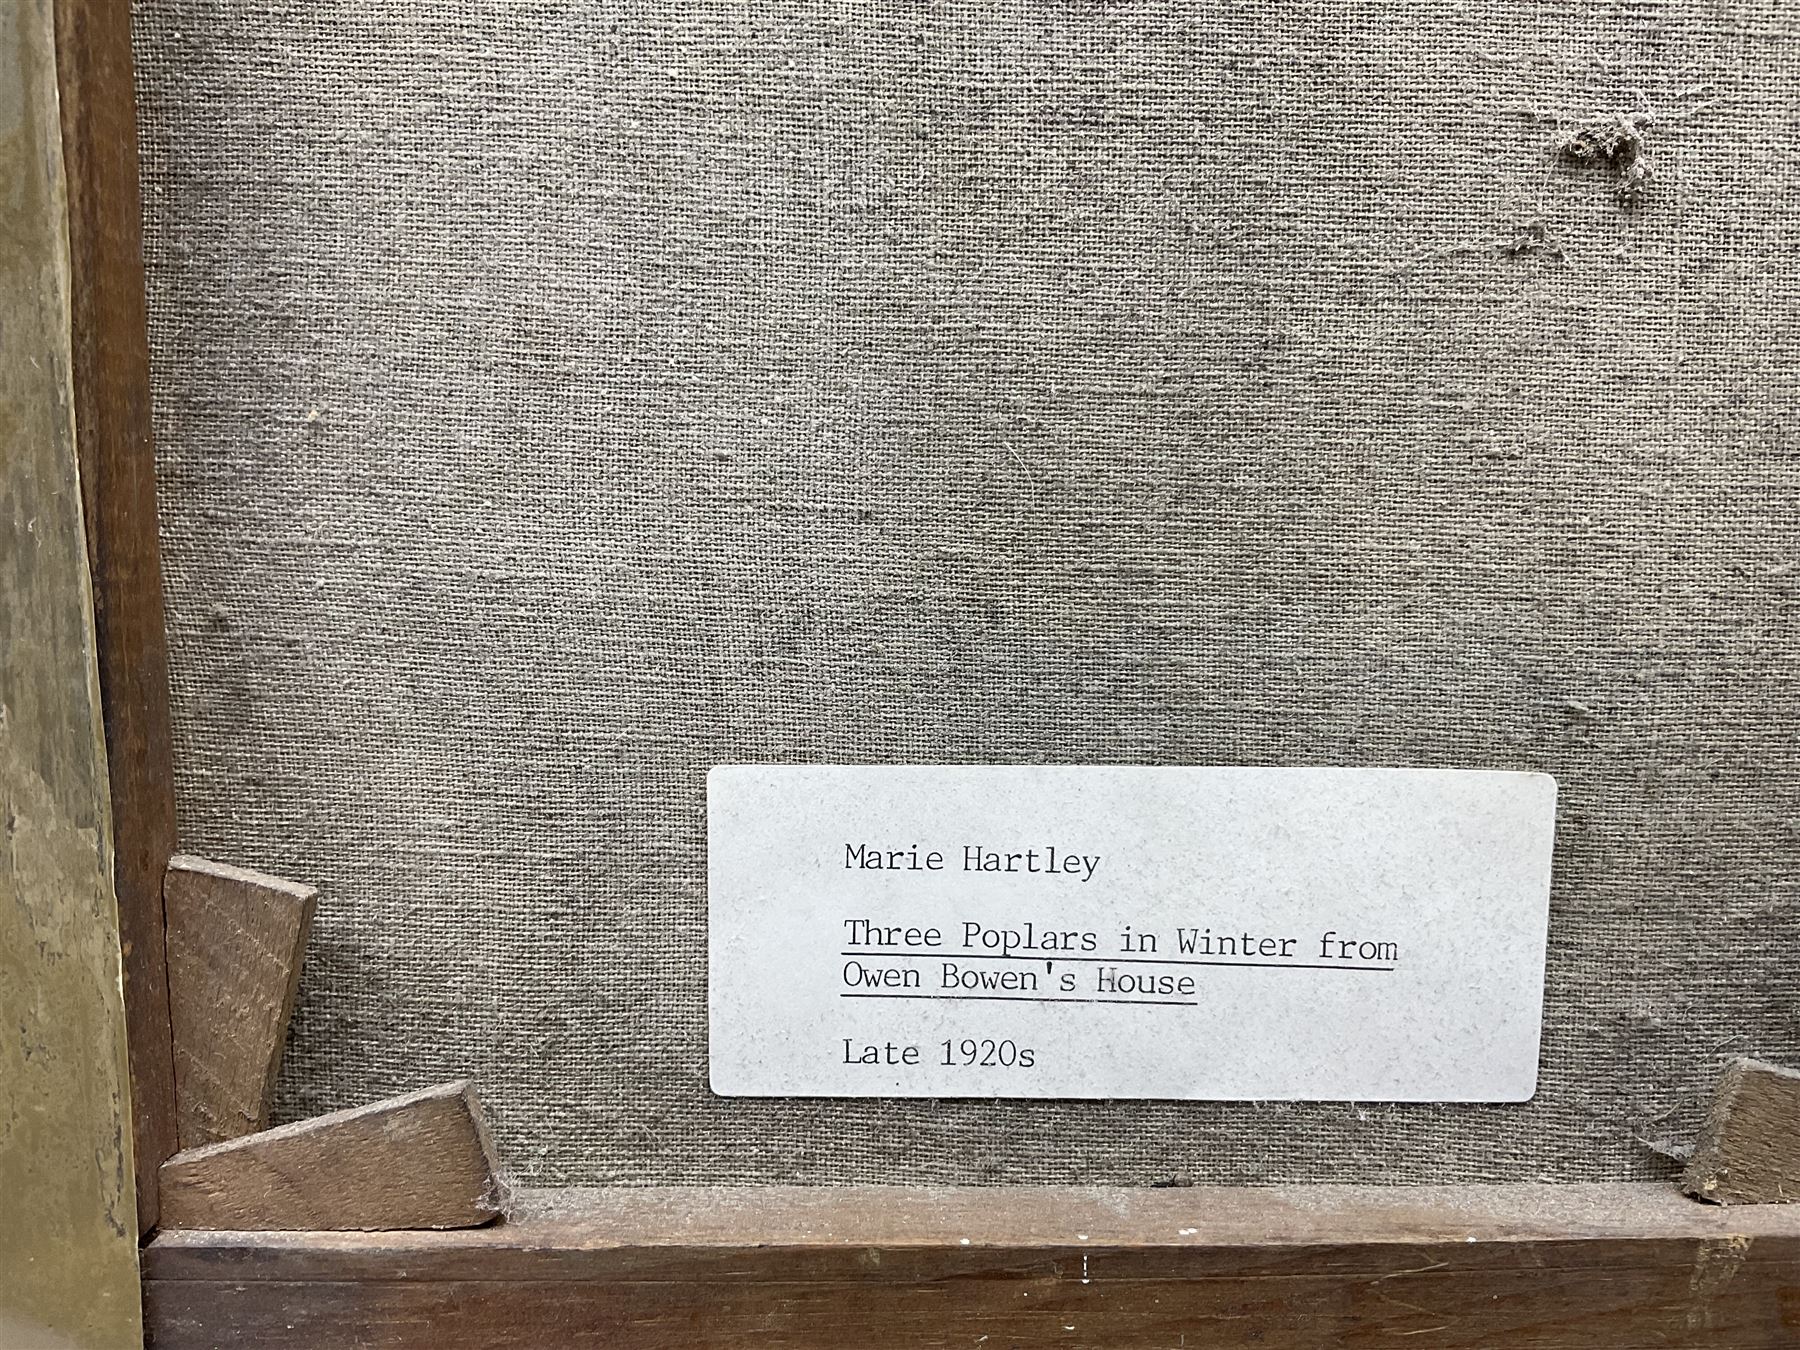 Marie Hartley
Three Poplars in Winter from
Owen Bowen's House
Late 1920s